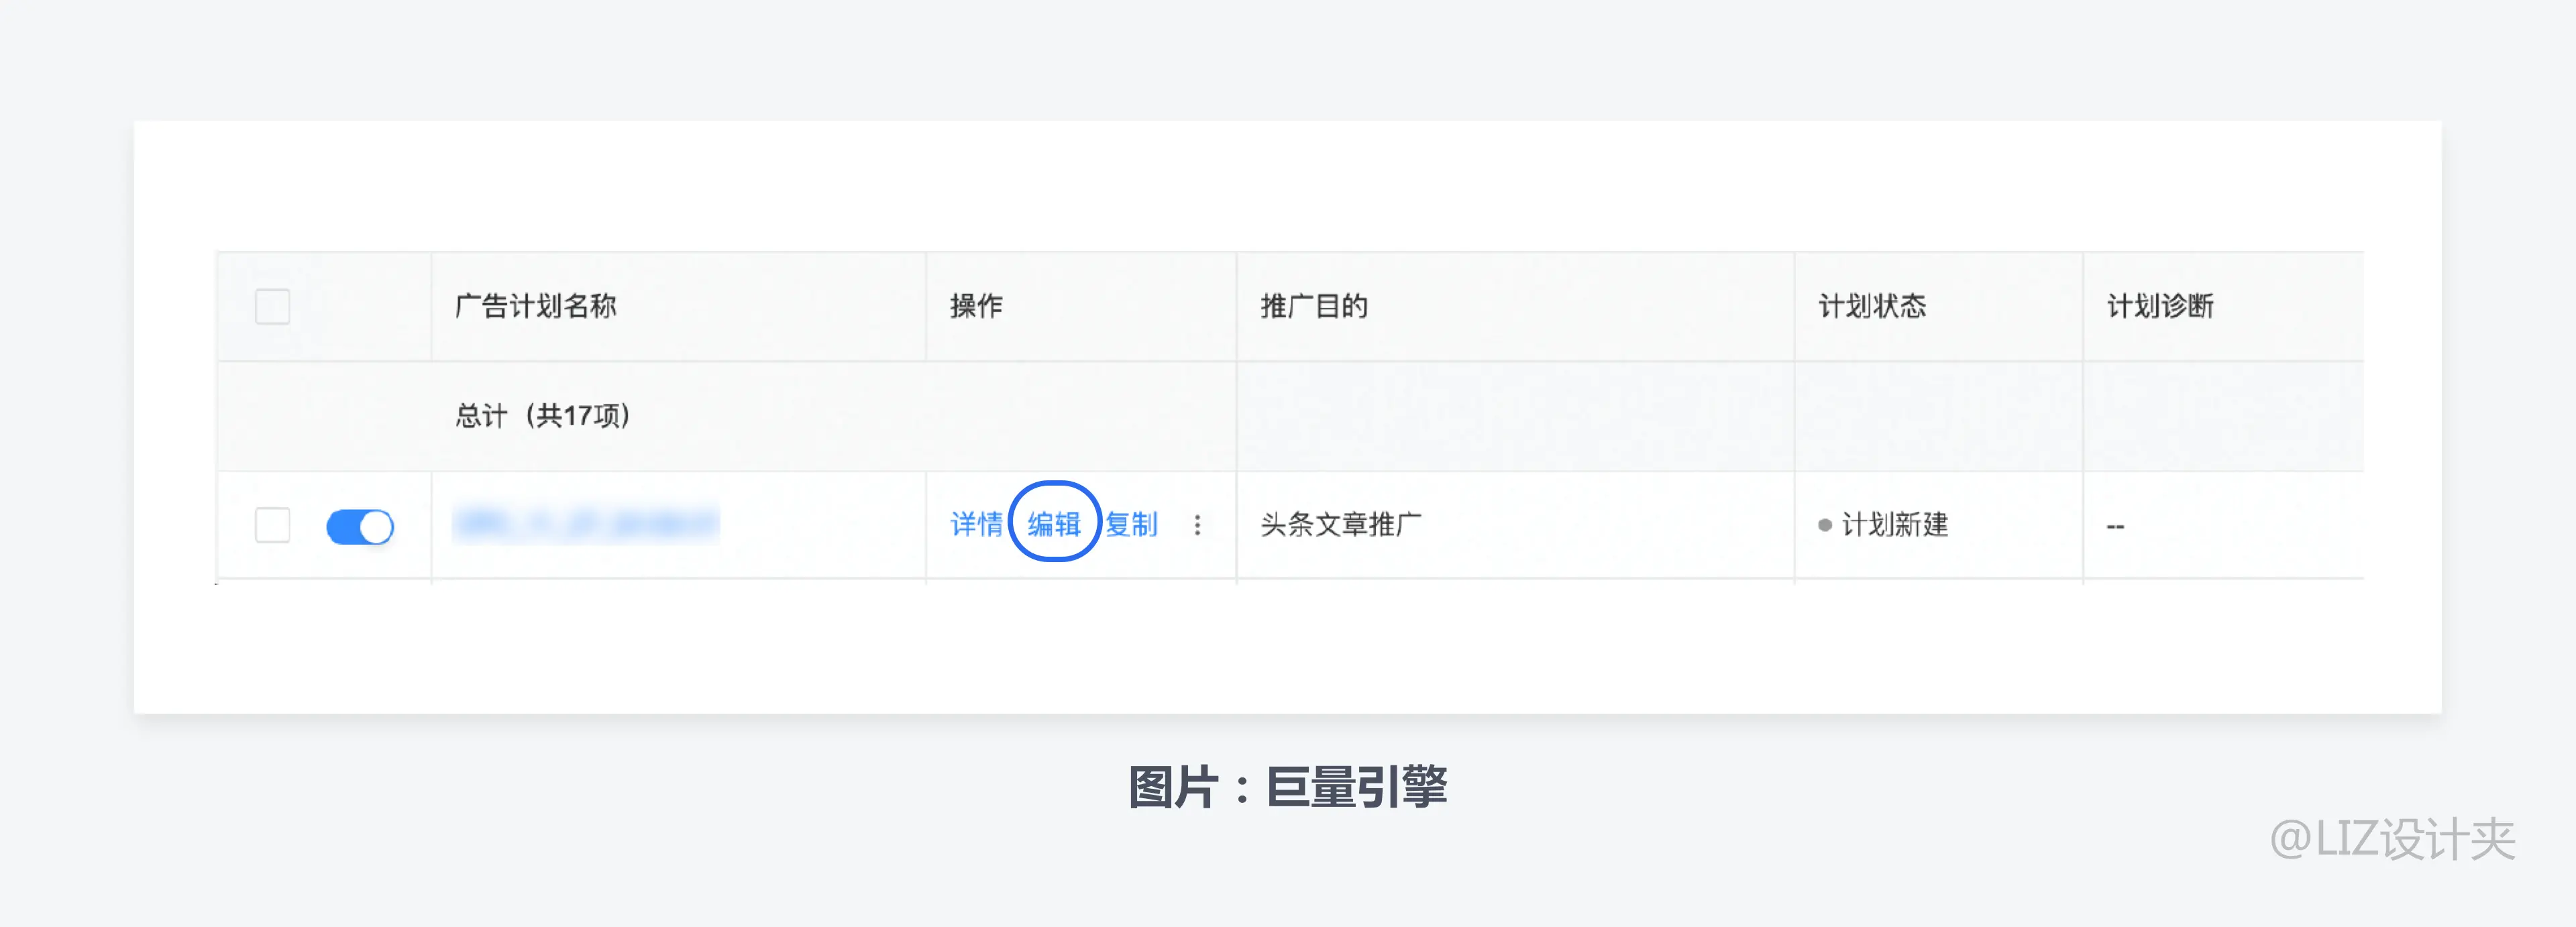 广告计划名称 操作 推广目的 计划状态 计划诊断
总计（共17项）
详情 编辑 复制 头条文章推广 计划新建 --
图片：巨量引擎
@LIZ设计夹